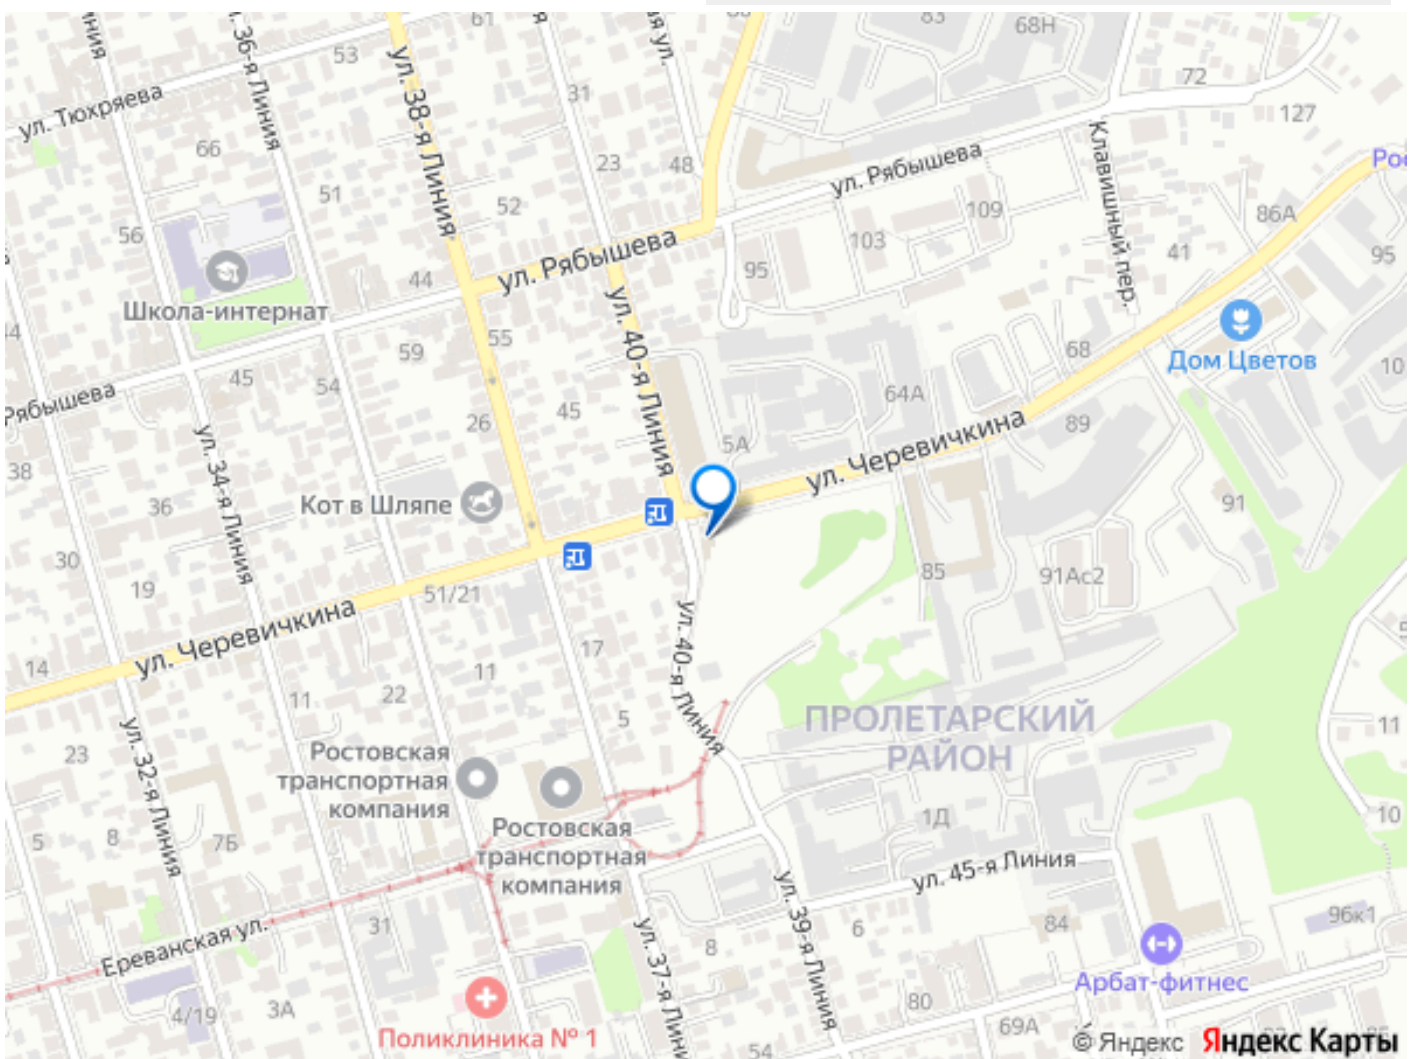 61
83
68Н
53
ул. 36-я Линия
ул. 38-я Линия
72
ул. Тюхряева
31
127
66
23
48
ул. Рябышева
Клавишный пер.
51
52
109
86А
56
103
41
95
44
ул. Рябышева
95
Школа-интернат
55
59
ул. 40-я Линия
68
Дом Цветов
45
54
64А
10
Рябышева
45
26
89
5А
ул. Черевичкина
38
ул. 34-я Линия
36
Кот в Шляпе
91
30
19
51/21
85
91Ас2
ул. Черевичкина
17
ул. 40-я Линия
14
11
22
11
5
ПРОЛЕТАРСКИЙ
РАЙОН
11
23
ул. 32-я Линия
Ростовская
транспортная
компания
5
8
7Б
Ростовская
транспортная
компания
1Д
10
ул. 45-я Линия
31
Ереванская ул.
ул. 37-я Лини
ул. 39-я Линия
8
6
84
96к1
Арбат-фитнес
4/19
3А
80
69А
Поликлиника № 1
54
© Яндекс Яндекс Карты